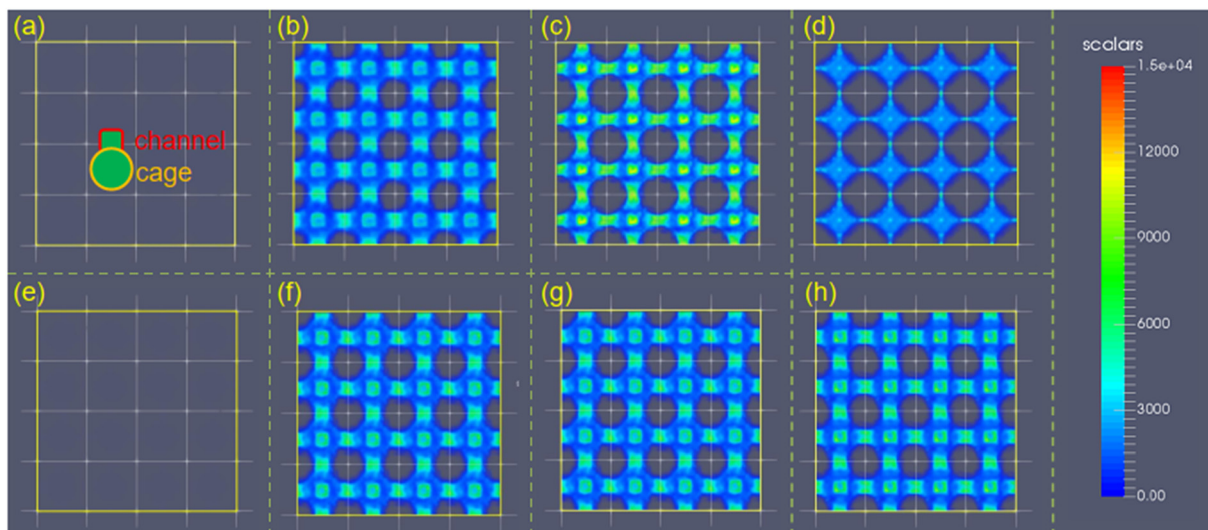 (a)
channel
cage
(b)
(c)
(d)
scalars
1.5e+04
12000
9000
6000
3000
0.00
(e)
(f)
(g)
(h)